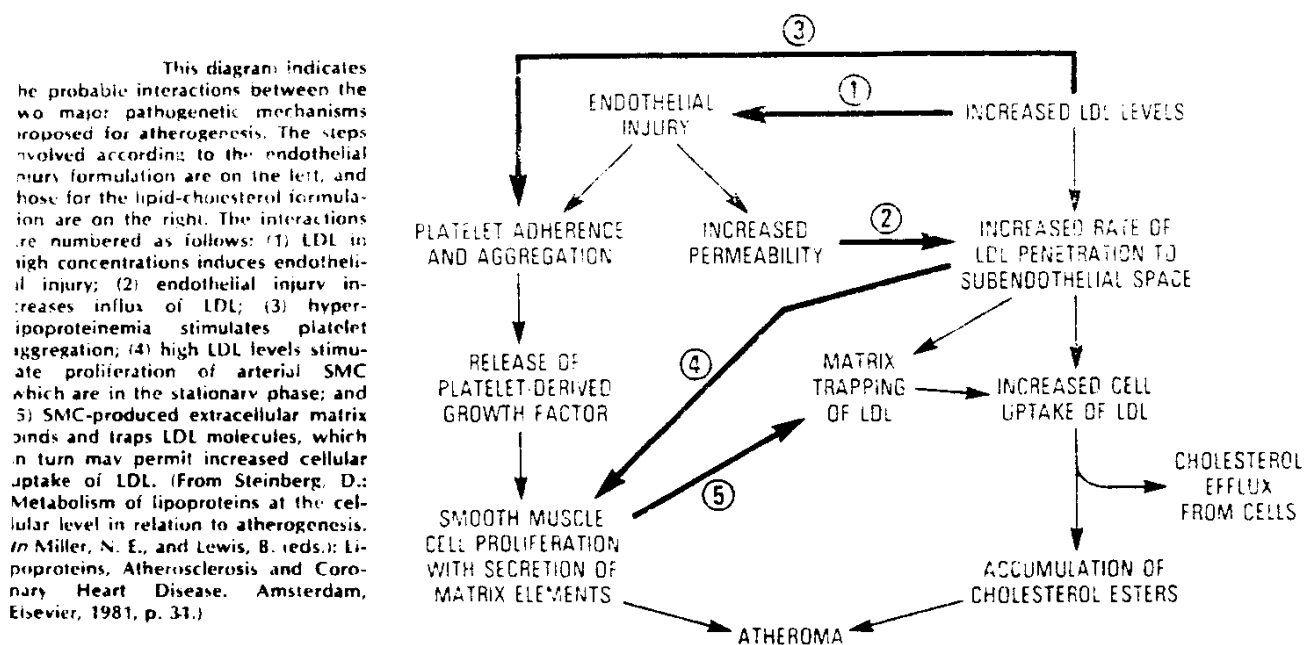 This diagram indicates
he probable interactions between the
wo major pathogenetic mechanisms
proposed for atherogenesis. The steps
nvolved according to the endothelial
njury formulation are on the left, and
hose for the lipid-cholesterol formula-
ion are on the right. The interactions
re numbered as follows: (1) LDL in
high concentrations induces endotheli-
al injury; (2) endothelial injury in-
creases influx of LDL; (3) hyper-
ipoproteinemia stimulates platelet
aggregation; (4) high LDL levels stimu-
ate proliferation of arterial SMC
which are in the stationary phase; and
5) SMC-produced extracellular matrix
binds and traps LDL molecules, which
n turn may permit increased cellular
uptake of LDL. (From Steinberg, D.:
Metabolism of lipoproteins at the cel-
lular level in relation to atherogenesis.
In Miller, N. E., and Lewis, B. (eds.): Li-
poproteins, Atherosclerosis and Coro-
nary Heart Disease. Amsterdam,
Elsevier, 1981, p. 31.)
3
ENDOTHELIAL
INJURY
1
INCREASED LDL LEVELS
PLATELET ADHERENCE
AND AGGREGATION
INCREASED
PERMEABILITY
2
INCREASED RATE OF
LDL PENETRATION TO
SUBENDOTHELIAL SPACE
4
RELEASE OF
PLATELET-DERIVED
GROWTH FACTOR
MATRIX
TRAPPING
OF LDL
INCREASED CELL
UPTAKE OF LDL
5
CHOLESTEROL
EFFLUX
FROM CELLS
SMOOTH MUSCLE
CELL PROLIFERATION
WITH SECRETION OF
MATRIX ELEMENTS
ACCUMULATION OF
CHOLESTEROL ESTERS
ATHEROMA